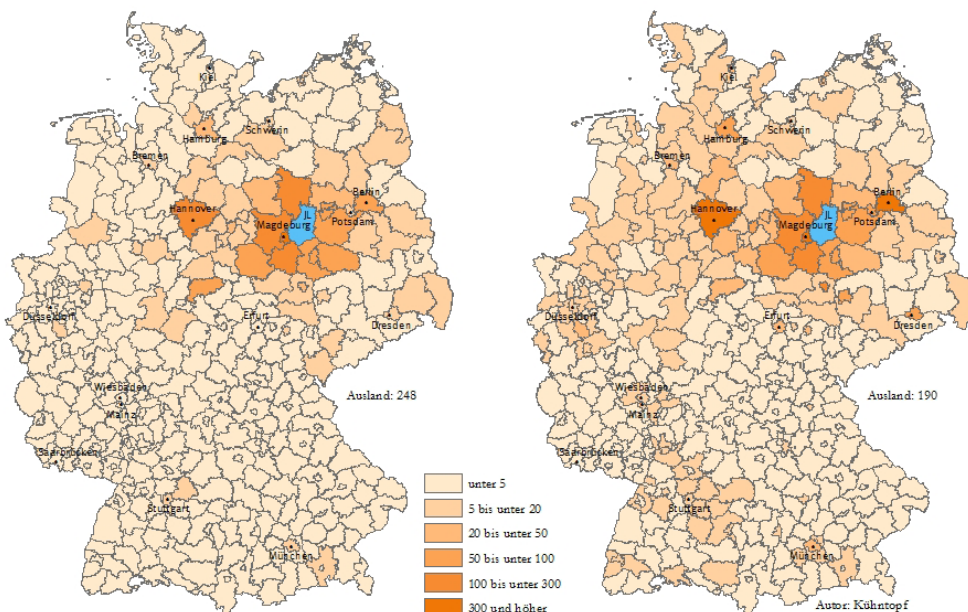 Kiel
Schwerin
Hamburg
Bremen
Berlin
Hannover
JL
Potsdam
Magdeburg
Düsseldorf
Erfurt
Dresden
Wiesbaden
Mainz
Ausland: 248
Saarbrücken
Stuttgart
München
Kiel
Schwerin
Hamburg
Bremen
Berlin
Hannover
JL
Potsdam
Magdeburg
Düsseldorf
Erfurt
Dresden
Wiesbaden
Mainz
Ausland: 190
Saarbrücken
Stuttgart
München
unter 5
5 bis unter 20
20 bis unter 50
50 bis unter 100
100 bis unter 300
300 und höher
Autor: Kühntopf